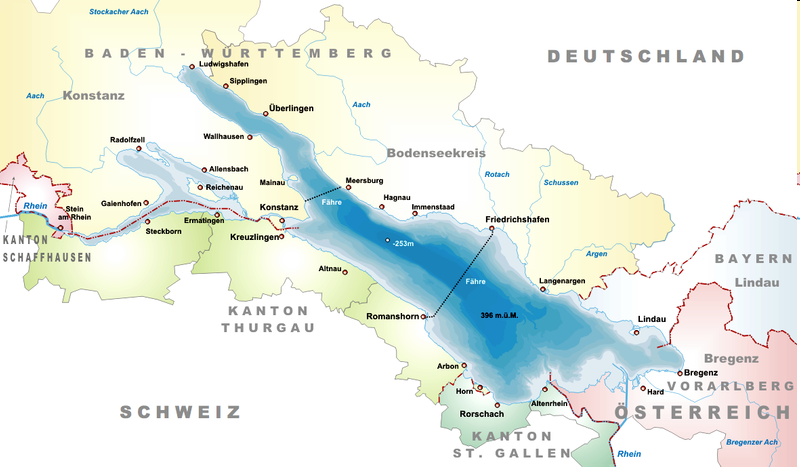 Stockacher Aach
BADEN - WÜRTTEMBERG
DEUTSCHLAND
Ludwigshafen
Sipplingen
Aach
Konstanz
Überlingen
Aach
Wallhausen
Radolfzell
Bodenseekreis
Allensbach
Rotach
Mainau
Meersburg
Schussen
Reichenau
Hagnau
Gaienhofen
Fähre
Immenstaad
Rhein
Stein
am Rhein
Konstanz
Ermatingen
Friedrichshafen
Steckborn
Kreuzlingen
KANTON
SCHAFFHAUSEN
-253m
Argen
BAYERN
Lindau
Altnau
Fähre
Langenargen
KANTON
THURGAU
Romanshorn
396 m.ü.M.
Lindau
Bregenz
Arbon
Bregenz
VORARLBERG
Horn
Altenrhein
Hard
Rorschach
SCHWEIZ
ÖSTERREICH
KANTON
ST. GALLEN
Rhein
Bregenzer Ach